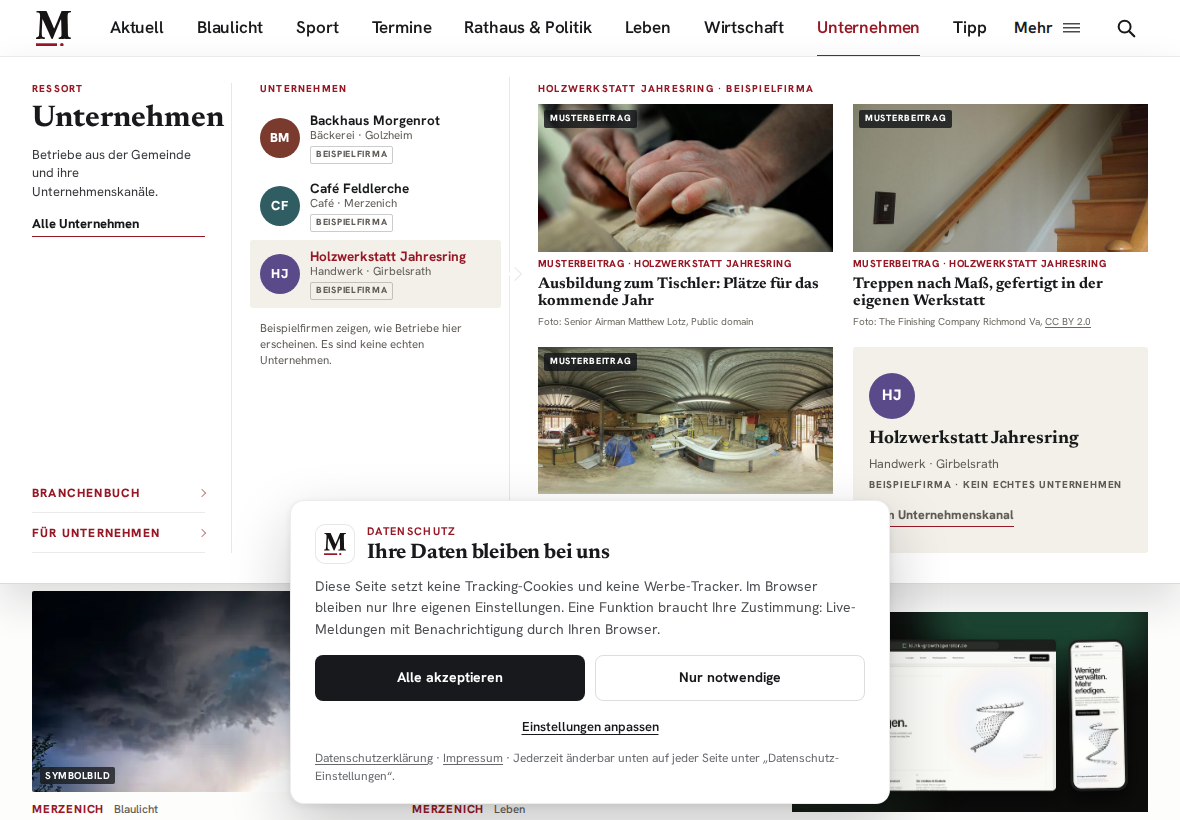 M.
Aktuell Blaulicht Sport Termine Rathaus & Politik Leben Wirtschaft Unternehmen Tipp Mehr
RESSORT
Unternehmen
Betriebe aus der Gemeinde
und ihre
Unternehmenskanäle.
Alle Unternehmen
BRANCHENBUCH
FÜR UNTERNEHMEN
UNTERNEHMEN
BM
Backhaus Morgenrot
Bäckerei · Golzheim
BEISPIELFIRMA
CF
Café Feldlerche
Café · Merzenich
BEISPIELFIRMA
HJ
Holzwerkstatt Jahresring
Handwerk · Girbelsrath
BEISPIELFIRMA
Beispielfirmen zeigen, wie Betriebe hier
erscheinen. Es sind keine echten
Unternehmen.
HOLZWERKSTATT JAHRESRING · BEISPIELFIRMA
MUSTERBEITRAG
MUSTERBEITRAG · HOLZWERKSTATT JAHRESRING
Ausbildung zum Tischler: Plätze für das
kommende Jahr
Foto: Senior Airman Matthew Lotz, Public domain
MUSTERBEITRAG
MUSTERBEITRAG · HOLZWERKSTATT JAHRESRING
Treppen nach Maß, gefertigt in der
eigenen Werkstatt
Foto: The Finishing Company Richmond Va, CC BY 2.0
MUSTERBEITRAG
HJ
Holzwerkstatt Jahresring
Handwerk · Girbelsrath
BEISPIELFIRMA · KEIN ECHTES UNTERNEHMEN
Unternehmenskanal
M.
DATENSCHUTZ
Ihre Daten bleiben bei uns
Diese Seite setzt keine Tracking-Cookies und keine Werbe-Tracker. Im Browser
bleiben nur Ihre eigenen Einstellungen. Eine Funktion braucht Ihre Zustimmung: Live-
Meldungen mit Benachrichtigung durch Ihren Browser.
Alle akzeptieren
Nur notwendige
Einstellungen anpassen
Datenschutzerklärung · Impressum · Jederzeit änderbar unten auf jeder Seite unter „Datenschutz-
Einstellungen“.
SYMBOLBILD
MERZENICH Blaulicht
MERZENICH Leben
Weniger
verwalten.
Mehr
erledigen.